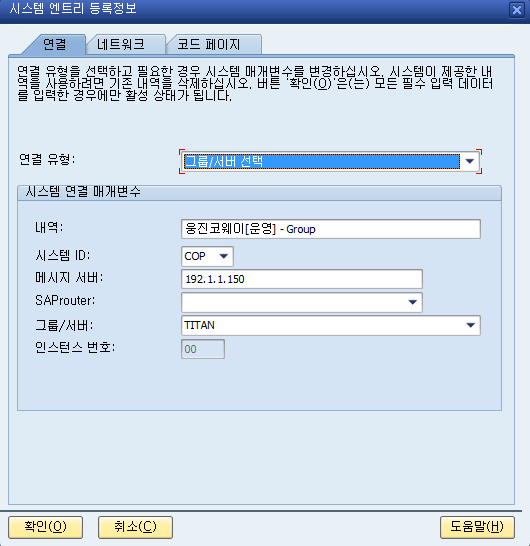 시스템 엔트리 등록정보
연결
네트워크
코드 페이지
연결 유형을 선택하고 필요한 경우 시스템 매개변수를 변경하십시오. 시스템이 제공한 내
역을 사용하려면 기존 내역을 삭제하십시오. 버튼 '확인(O)'은(는) 모든 필수 입력 데이터
를 입력한 경우에만 활성 상태가 됩니다.
연결 유형: 그룹/서버 선택
시스템 연결 매개변수
내역: 웅진코웨이[운영] - Group
시스템 ID: COP
메시지 서버: 192.1.1.150
SAProuter:
그룹/서버: TITAN
인스턴스 번호: 00
확인(O)
취소(C)
도움말(H)